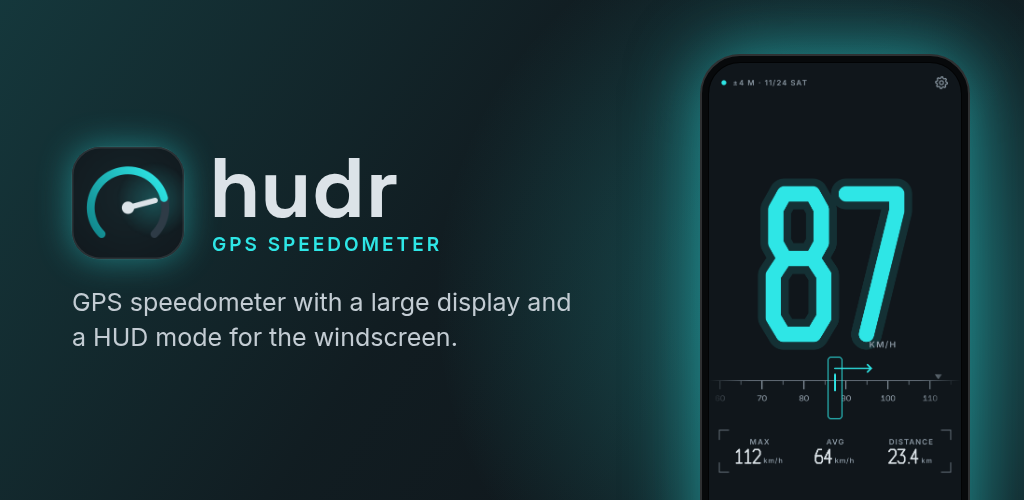 hudr
GPS SPEEDOMETER
GPS speedometer with a large display and
a HUD mode for the windscreen.
±4 M · 11/24 SAT
87
KM/H
60 70 80 90 100 110
MAX AVG DISTANCE
112 km/h 64 km/h 23.4 km